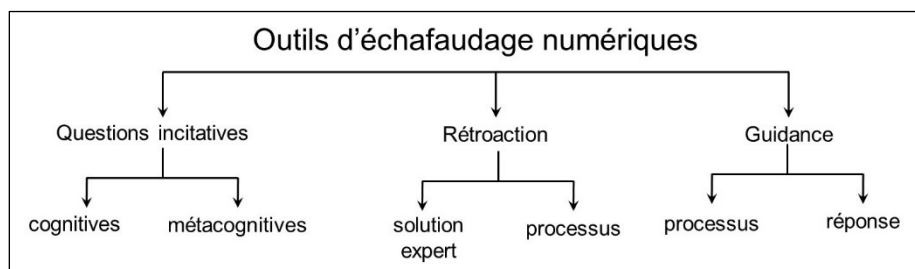 Outils d’échafaudage numériques
Questions incitatives
Rétroaction
Guidance
cognitives
métacognitives
solution
expert
processus
processus
réponse